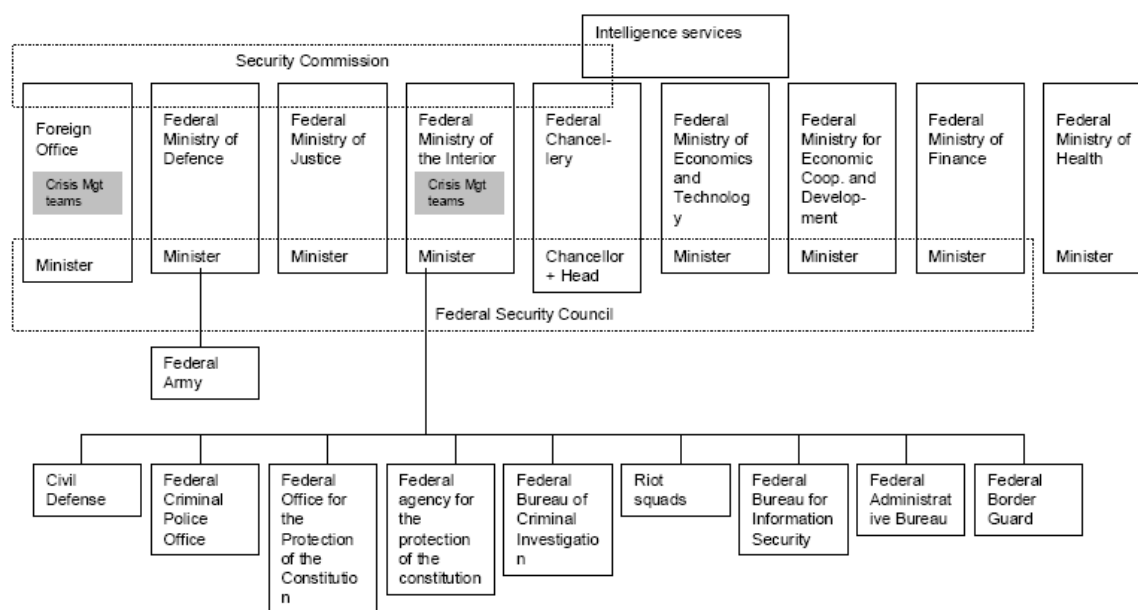 Intelligence services
Security Commission
Foreign
Office
Crisis Mgt
teams
Minister
Federal
Ministry of
Defence
Minister
Federal
Ministry of
Justice
Minister
Federal
Ministry of
the Interior
Crisis Mgt
teams
Minister
Federal
Chancel-
lery
Chancellor
+ Head
Federal
Ministry of
Economics
and
Technolog
y
Minister
Federal
Ministry for
Economic
Coop. and
Develop-
ment
Minister
Federal
Ministry of
Finance
Minister
Federal
Ministry of
Health
Minister
Federal Security Council
Federal
Army
Civil
Defense
Federal
Criminal
Police
Office
Federal
Office for
the
Protection
of the
Constitutio
n
Federal
agency for
the
protection
of the
constitution
Federal
Bureau of
Criminal
Investigatio
n
Riot
squads
Federal
Bureau for
Information
Security
Federal
Administrat
ive Bureau
Federal
Border
Guard